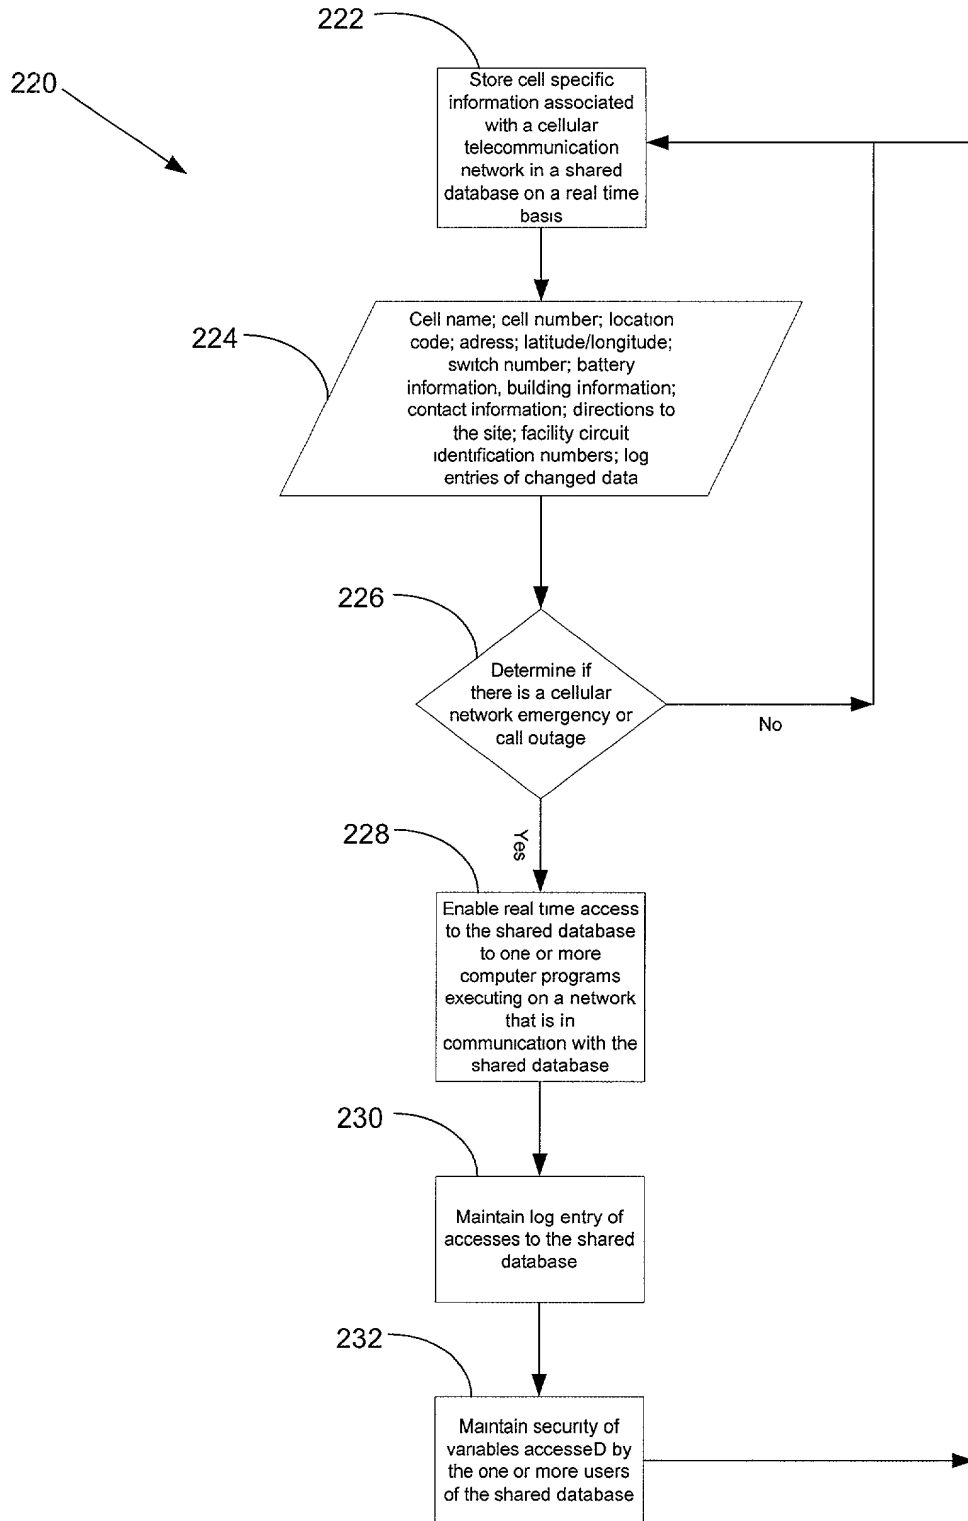 222
220
Store cell specific
information associated
with a cellular
telecommunication
network in a shared
database on a real time
basis
224
Cell name; cell number; location
code; adress; latitude/longitude;
switch number; battery
information, building information;
contact information; directions to
the site; facility circuit
identification numbers; log
entries of changed data
226
Determine if
there is a cellular
network emergency or
call outage
No
Yes
228
Enable real time access
to the shared database
to one or more
computer programs
executing on a network
that is in
communication with the
shared database
230
Maintain log entry of
accesses to the shared
database
232
Maintain security of
variables accesseD by
the one or more users
of the shared database